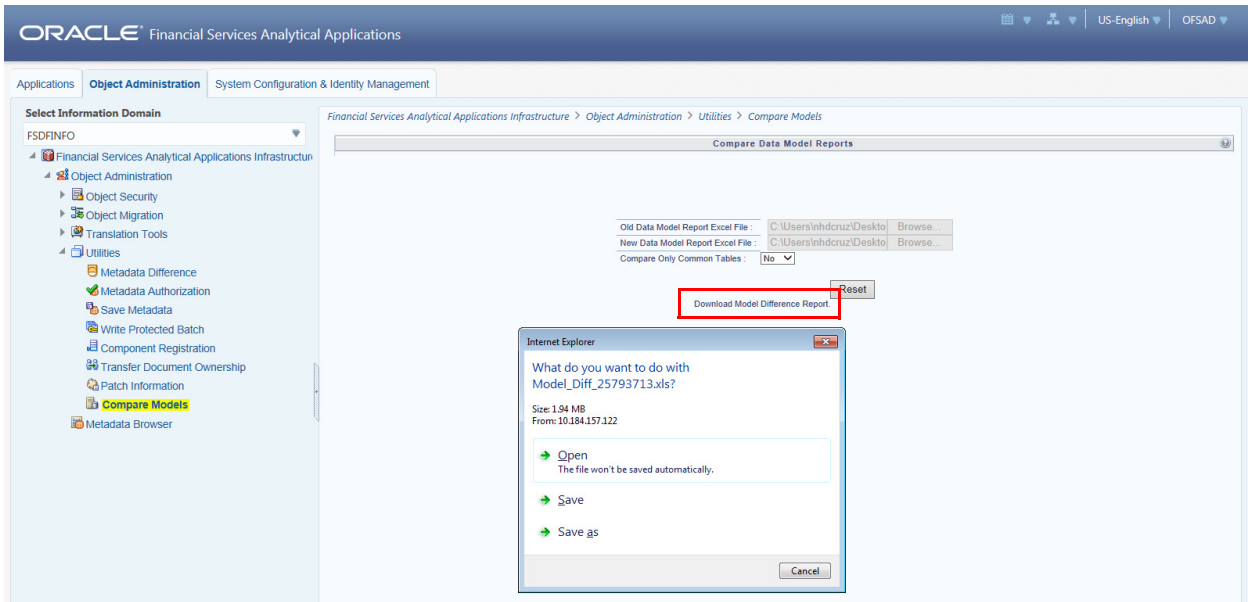 ORACLE® Financial Services Analytical Applications
US-English
OFSAD
Applications
Object Administration
System Configuration & Identity Management
Select Information Domain
FSDFINFO
Financial Services Analytical Applications Infrastructur
Object Administration
Object Security
Object Migration
Translation Tools
Utilities
Metadata Difference
Metadata Authorization
Save Metadata
Write Protected Batch
Component Registration
Transfer Document Ownership
Patch Information
Compare Models
Metadata Browser
Financial Services Analytical Applications Infrastructure > Object Administration > Utilities > Compare Models
Compare Data Model Reports
Old Data Model Report Excel File : C:\Users\nhdcruz\Deskto Browse...
New Data Model Report Excel File : C:\Users\nhdcruz\Deskto Browse...
Compare Only Common Tables : No
Reset
Download Model Difference Report.
Internet Explorer
What do you want to do with
Model_Diff_25793713.xls?
Size: 1.94 MB
From: 10.184.157.122
Open
The file won't be saved automatically.
Save
Save as
Cancel